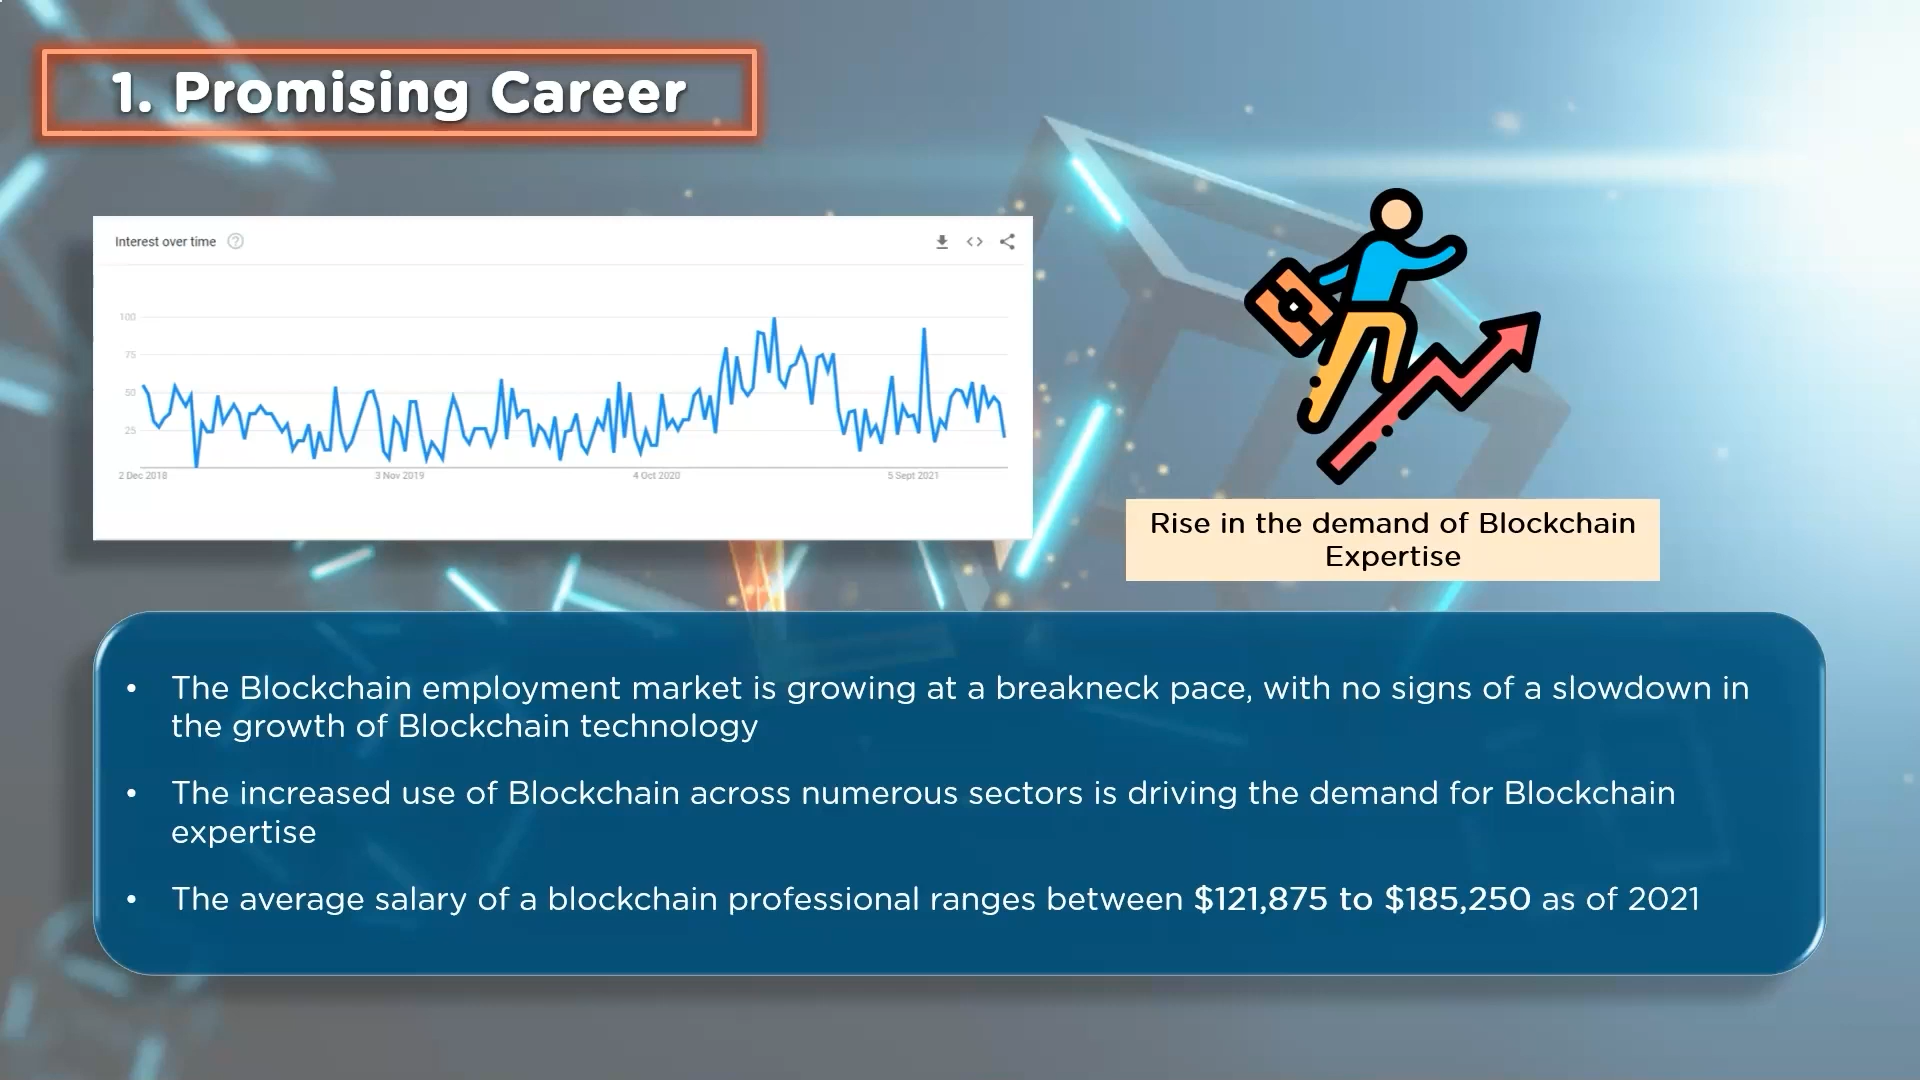 1. Promising Career
Interest over time
100
75
50
25
2 Dec 2018
3 Nov 2019
4 Oct 2020
5 Sept 2021
Rise in the demand of Blockchain
Expertise
• The Blockchain employment market is growing at a breakneck pace, with no signs of a slowdown in
the growth of Blockchain technology
• The increased use of Blockchain across numerous sectors is driving the demand for Blockchain
expertise
• The average salary of a blockchain professional ranges between $121,875 to $185,250 as of 2021